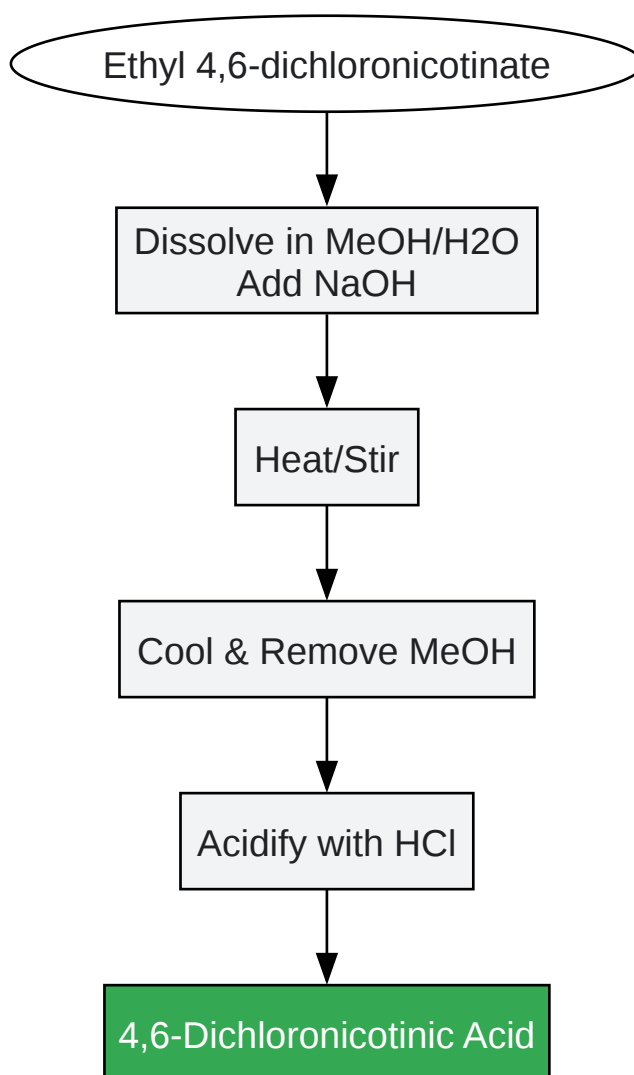 Ethyl 4,6-dichloronicotinate
Dissolve in MeOH/H2O
Add NaOH
Heat/Stir
Cool & Remove MeOH
Acidify with HCl
4,6-Dichloronicotinic Acid